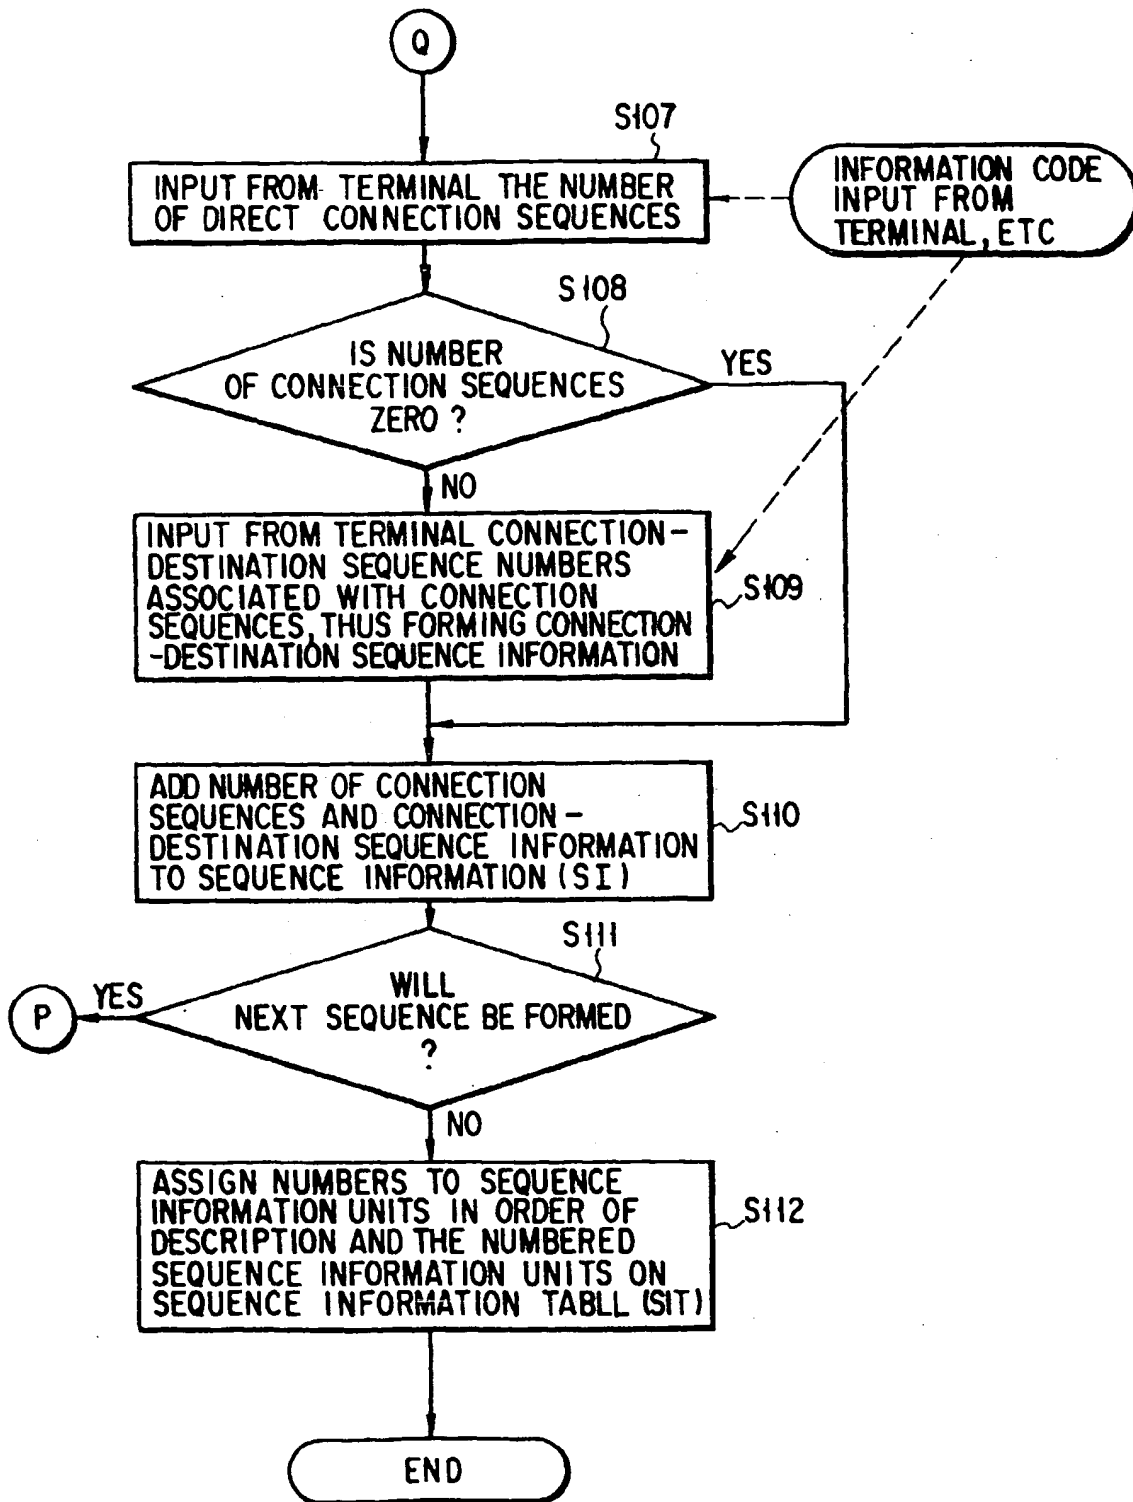 Q
S107
INPUT FROM TERMINAL THE NUMBER
OF DIRECT CONNECTION SEQUENCES
INFORMATION CODE
INPUT FROM
TERMINAL, ETC
S108
IS NUMBER
OF CONNECTION SEQUENCES
ZERO ?
YES
NO
INPUT FROM TERMINAL CONNECTION-
DESTINATION SEQUENCE NUMBERS
ASSOCIATED WITH CONNECTION
SEQUENCES, THUS FORMING CONNECTION
-DESTINATION SEQUENCE INFORMATION
S109
ADD NUMBER OF CONNECTION
SEQUENCES AND CONNECTION-
DESTINATION SEQUENCE INFORMATION
TO SEQUENCE INFORMATION (SI)
S110
S111
WILL
NEXT SEQUENCE BE FORMED
?
YES
P
NO
ASSIGN NUMBERS TO SEQUENCE
INFORMATION UNITS IN ORDER OF
DESCRIPTION AND THE NUMBERED
SEQUENCE INFORMATION UNITS ON
SEQUENCE INFORMATION TABLL (SIT)
S112
END